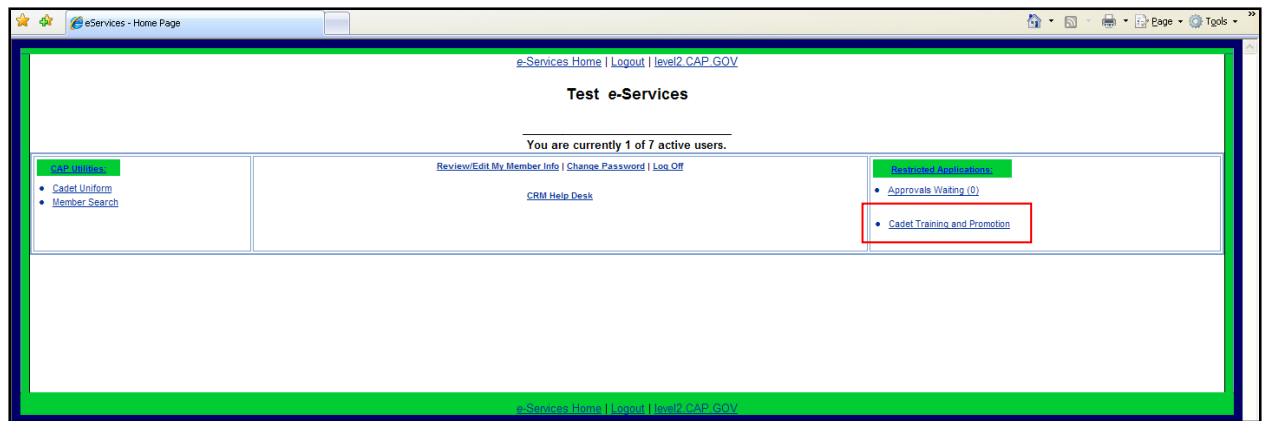 eServices - Home Page
Page
Tools
»
e-Services Home | Logout | level2.CAP.GOV
Test e-Services
You are currently 1 of 7 active users.
CAP Utilities:
• Cadet Uniform
• Member Search
Review/Edit My Member Info | Change Password | Log Off
CRM Help Desk
Restricted Applications:
• Approvals Waiting (0)
• Cadet Training and Promotion
e-Services Home | Logout | level2.CAP.GOV